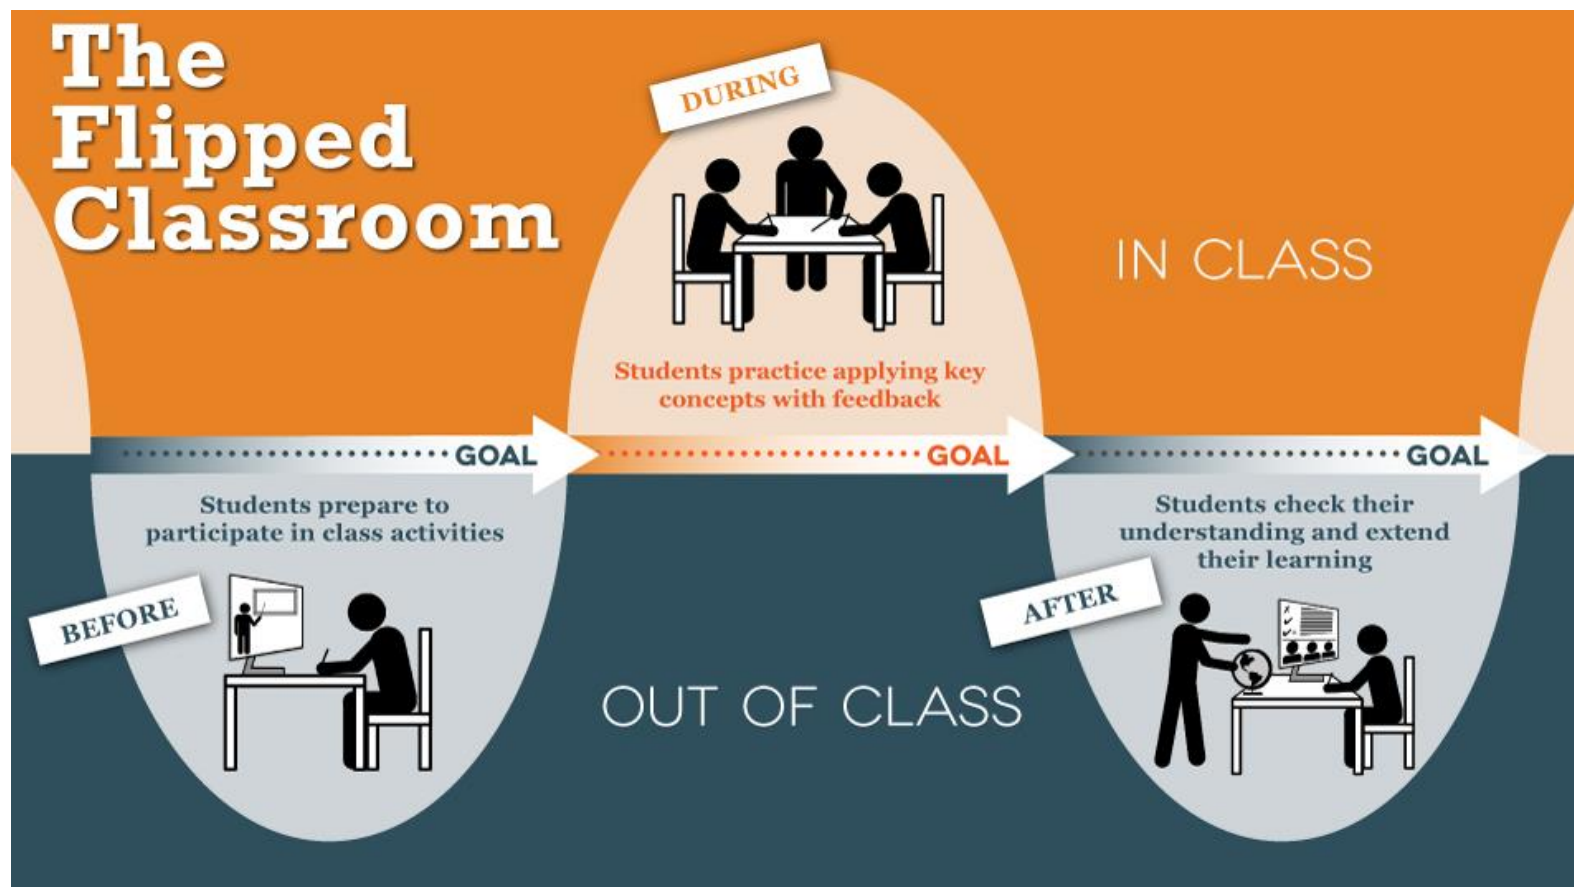 The
Flipped
Classroom
DURING
IN CLASS
Students practice applying key
concepts with feedback
GOAL
GOAL
GOAL
Students prepare to
participate in class activities
BEFORE
OUT OF CLASS
Students check their
understanding and extend
their learning
AFTER